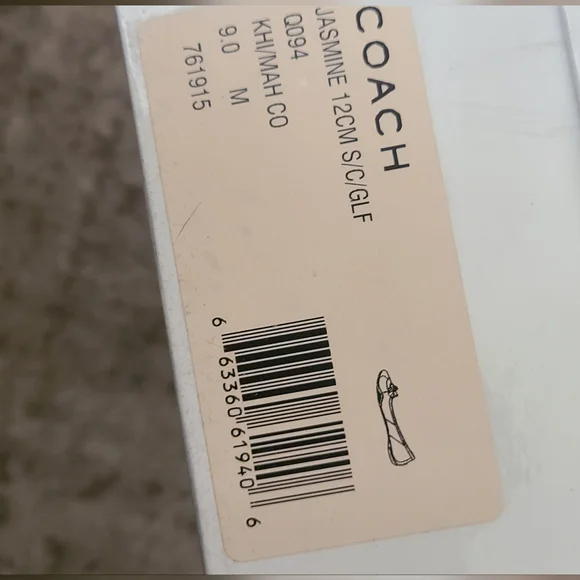 COACH
JASMINE 12CM S/C/GLF
Q094
KHI/MAH CO
9.0 M
761915
6 63360 61940 6